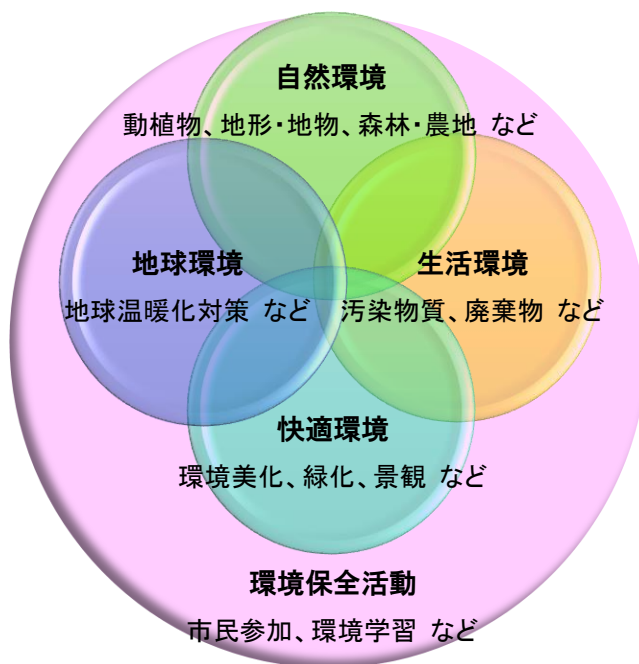 自然環境
動植物、地形・地物、森林・農地 など
地球環境
地球温暖化対策 など
生活環境
汚染物質、廃棄物 など
快適環境
環境美化、緑化、景観 など
環境保全活動
市民参加、環境学習 など